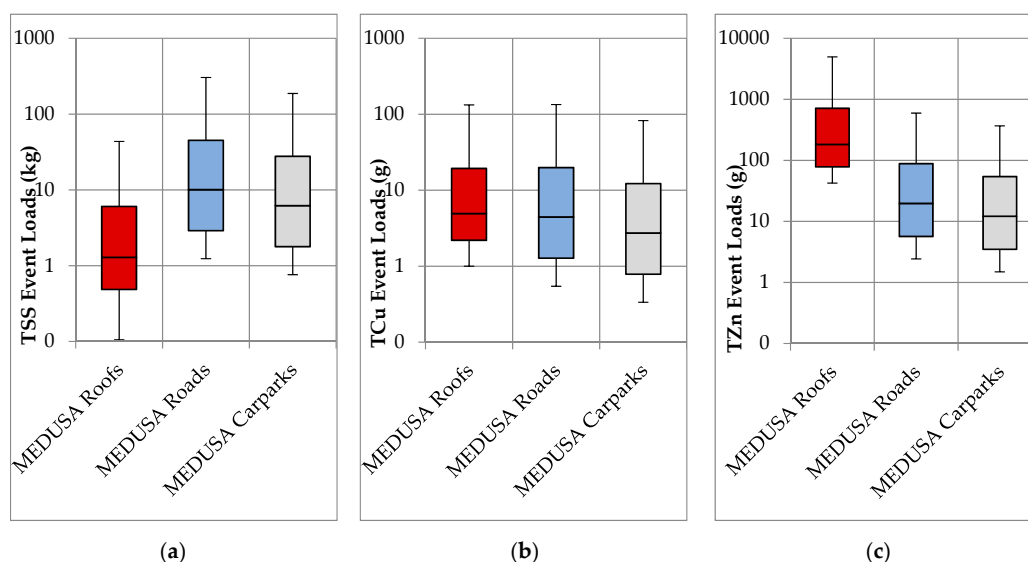 TSS Event Loads (kg)
1000
100
10
1
0
MEDUSA Roofs
MEDUSA Roads
MEDUSA Carparks
(a)
TCu Event Loads (g)
1000
100
10
1
0
MEDUSA Roofs
MEDUSA Roads
MEDUSA Carparks
(b)
TZn Event Loads (g)
10000
1000
100
10
1
0
MEDUSA Roofs
MEDUSA Roads
MEDUSA Carparks
(c)